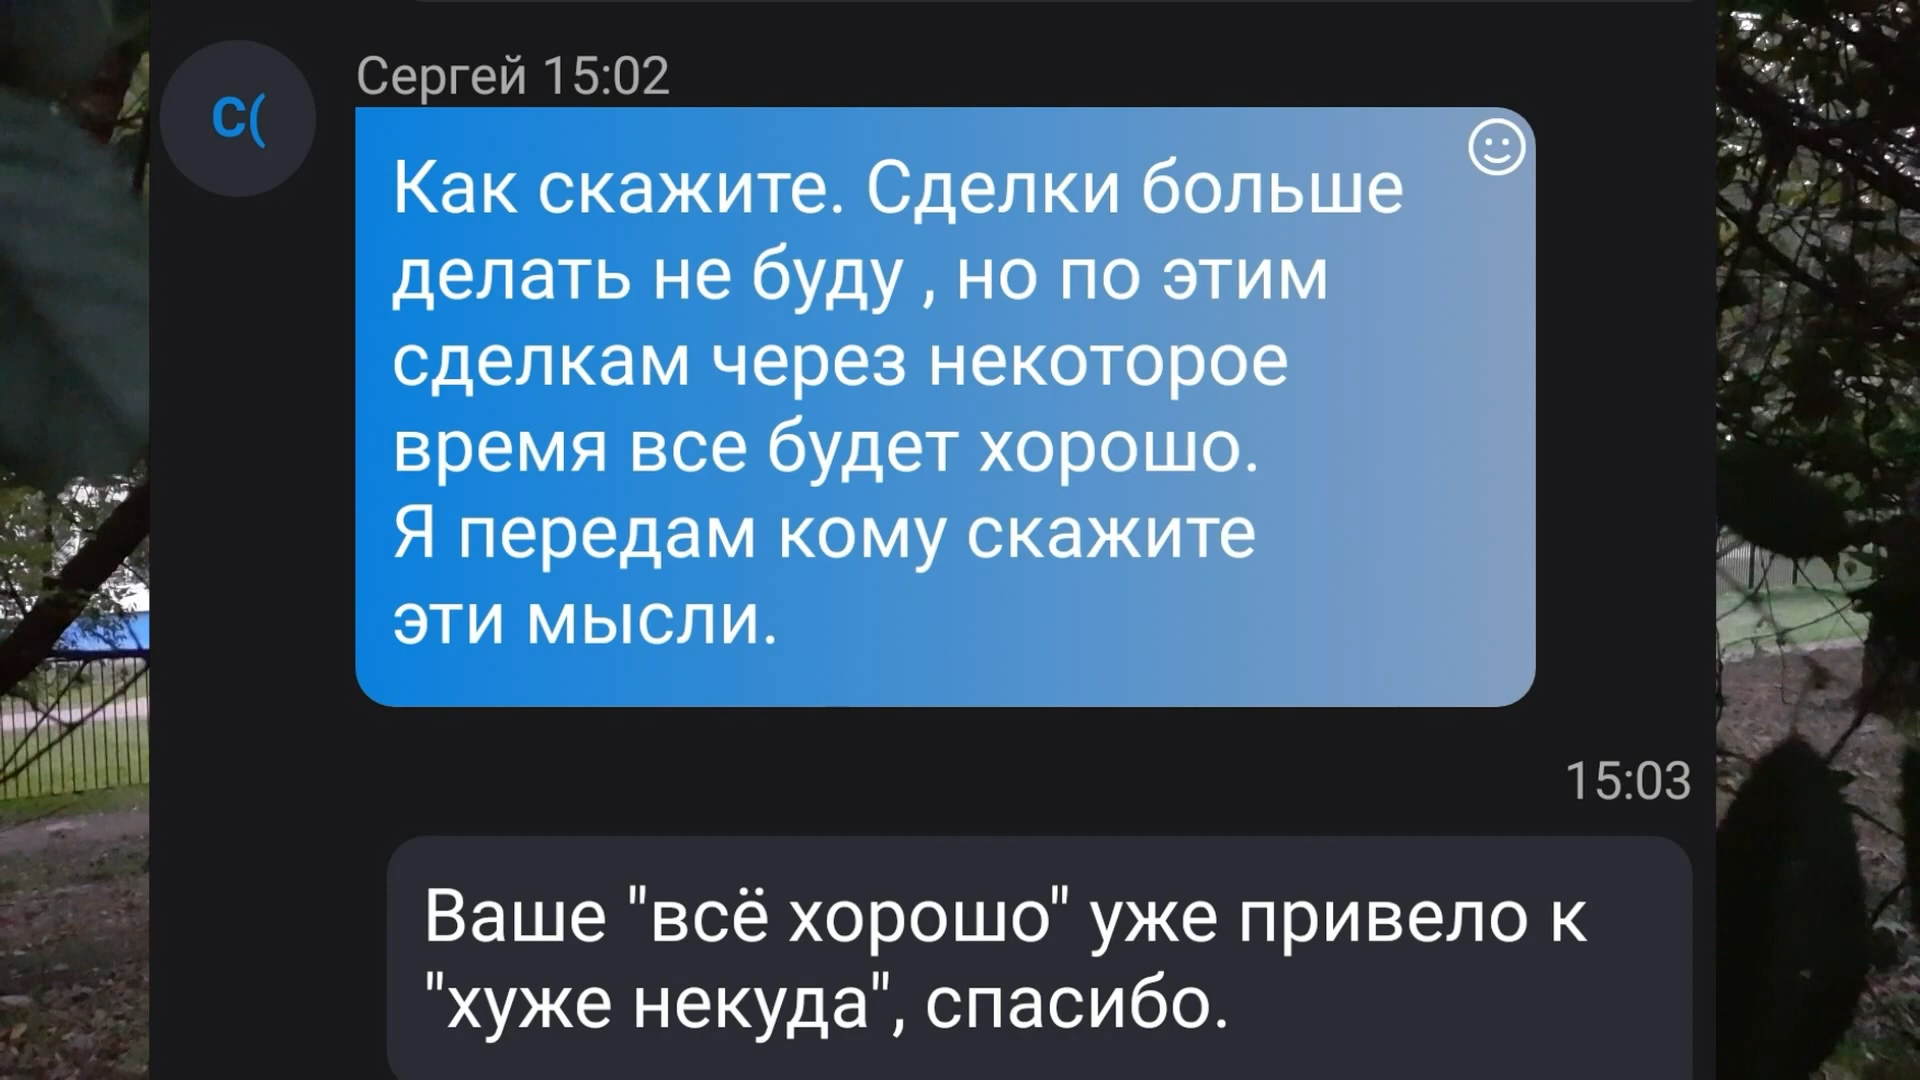 С(
Сергей 15:02
Как скажите. Сделки больше
делать не буду , но по этим
сделкам через некоторое
время все будет хорошо.
Я передам кому скажите
эти мысли.
15:03
Ваше "всё хорошо" уже привело к
"хуже некуда", спасибо.